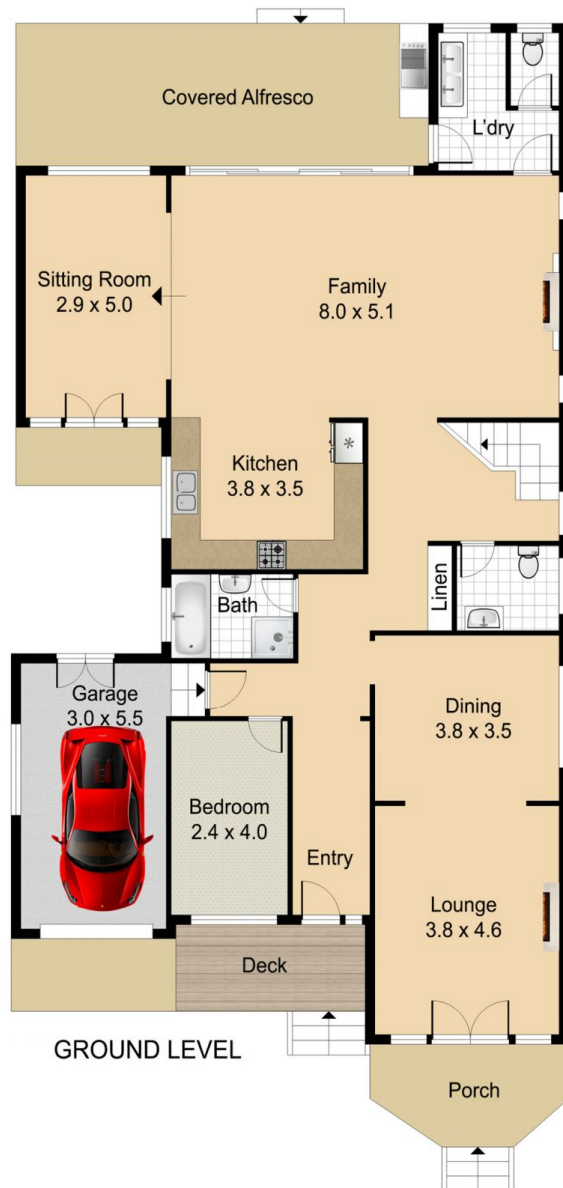 Covered Alfresco
L'dry
Sitting Room
2.9 x 5.0
Family
8.0 x 5.1
Kitchen
3.8 x 3.5
*
Bath
Linen
Garage
3.0 x 5.5
Dining
3.8 x 3.5
Bedroom
2.4 x 4.0
Entry
Lounge
3.8 x 4.6
Deck
GROUND LEVEL
Porch